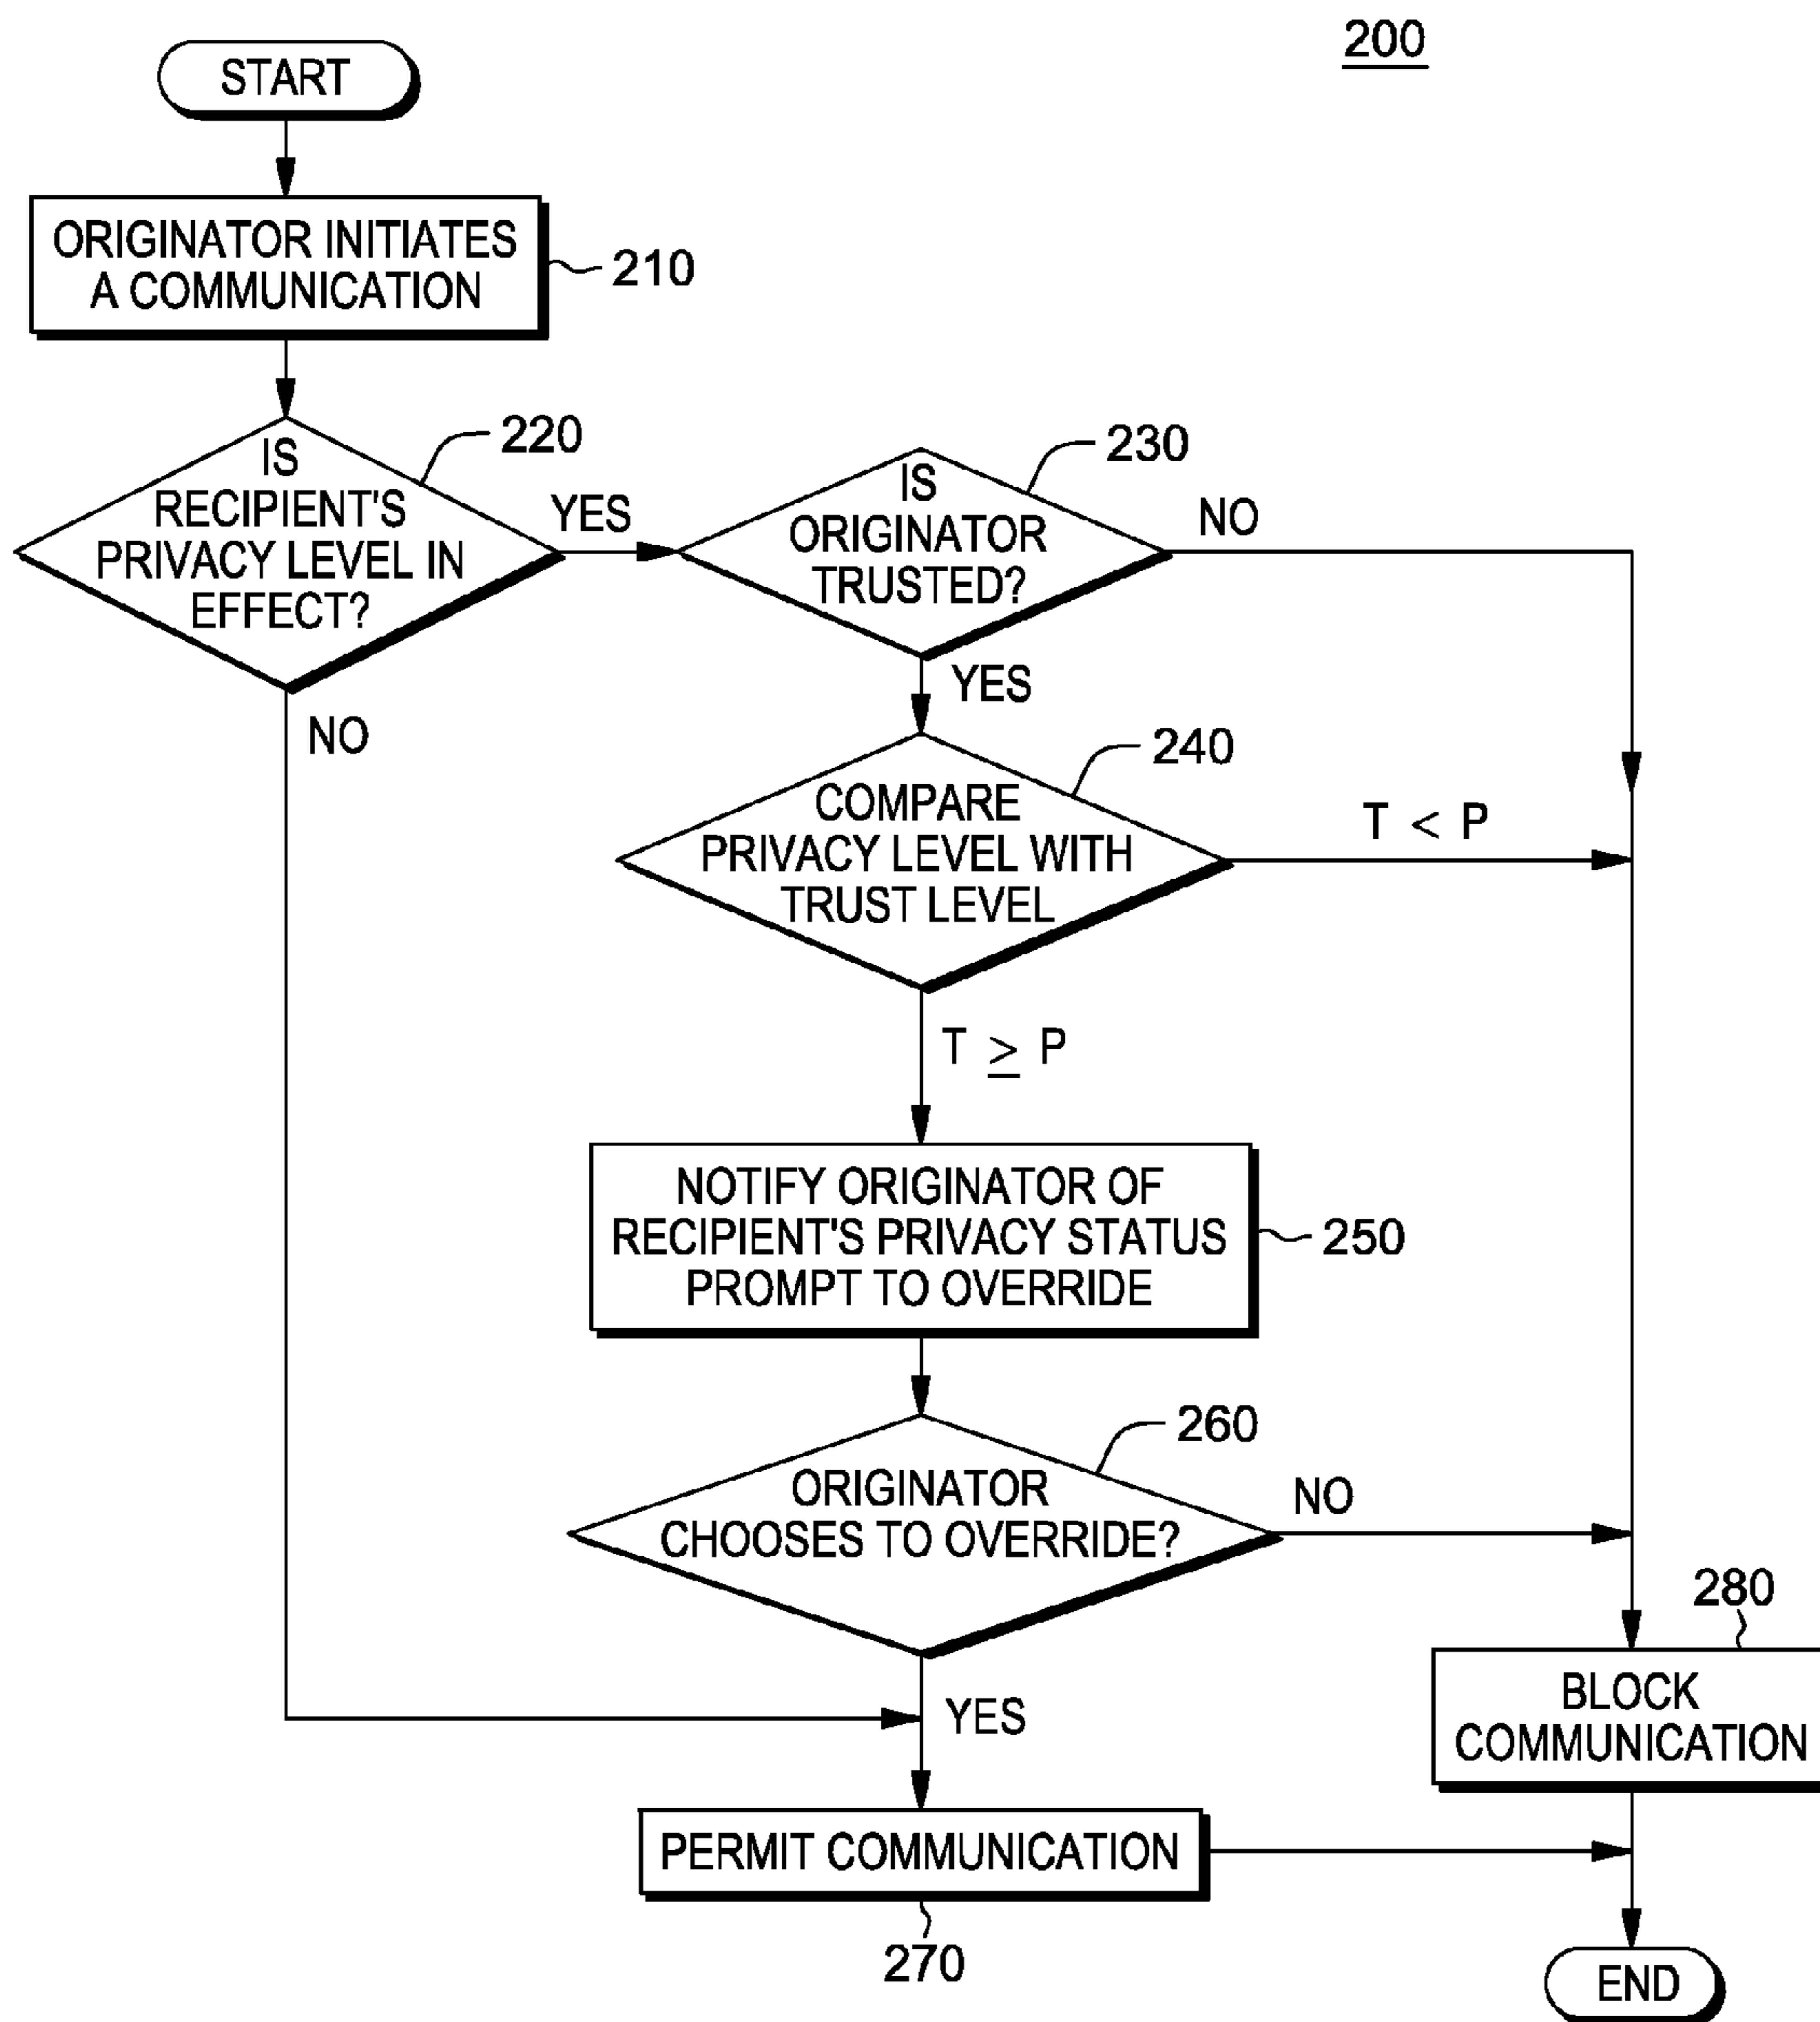 200
START
ORIGINATOR INITIATES
A COMMUNICATION
210
IS
RECIPIENT'S
PRIVACY LEVEL IN
EFFECT?
220
YES
NO
IS
ORIGINATOR
TRUSTED?
230
NO
YES
COMPARE
PRIVACY LEVEL WITH
TRUST LEVEL
240
T < P
T ≥ P
NOTIFY ORIGINATOR OF
RECIPIENT'S PRIVACY STATUS
PROMPT TO OVERRIDE
250
ORIGINATOR
CHOOSES TO OVERRIDE?
260
NO
YES
280
BLOCK
COMMUNICATION
PERMIT COMMUNICATION
270
END